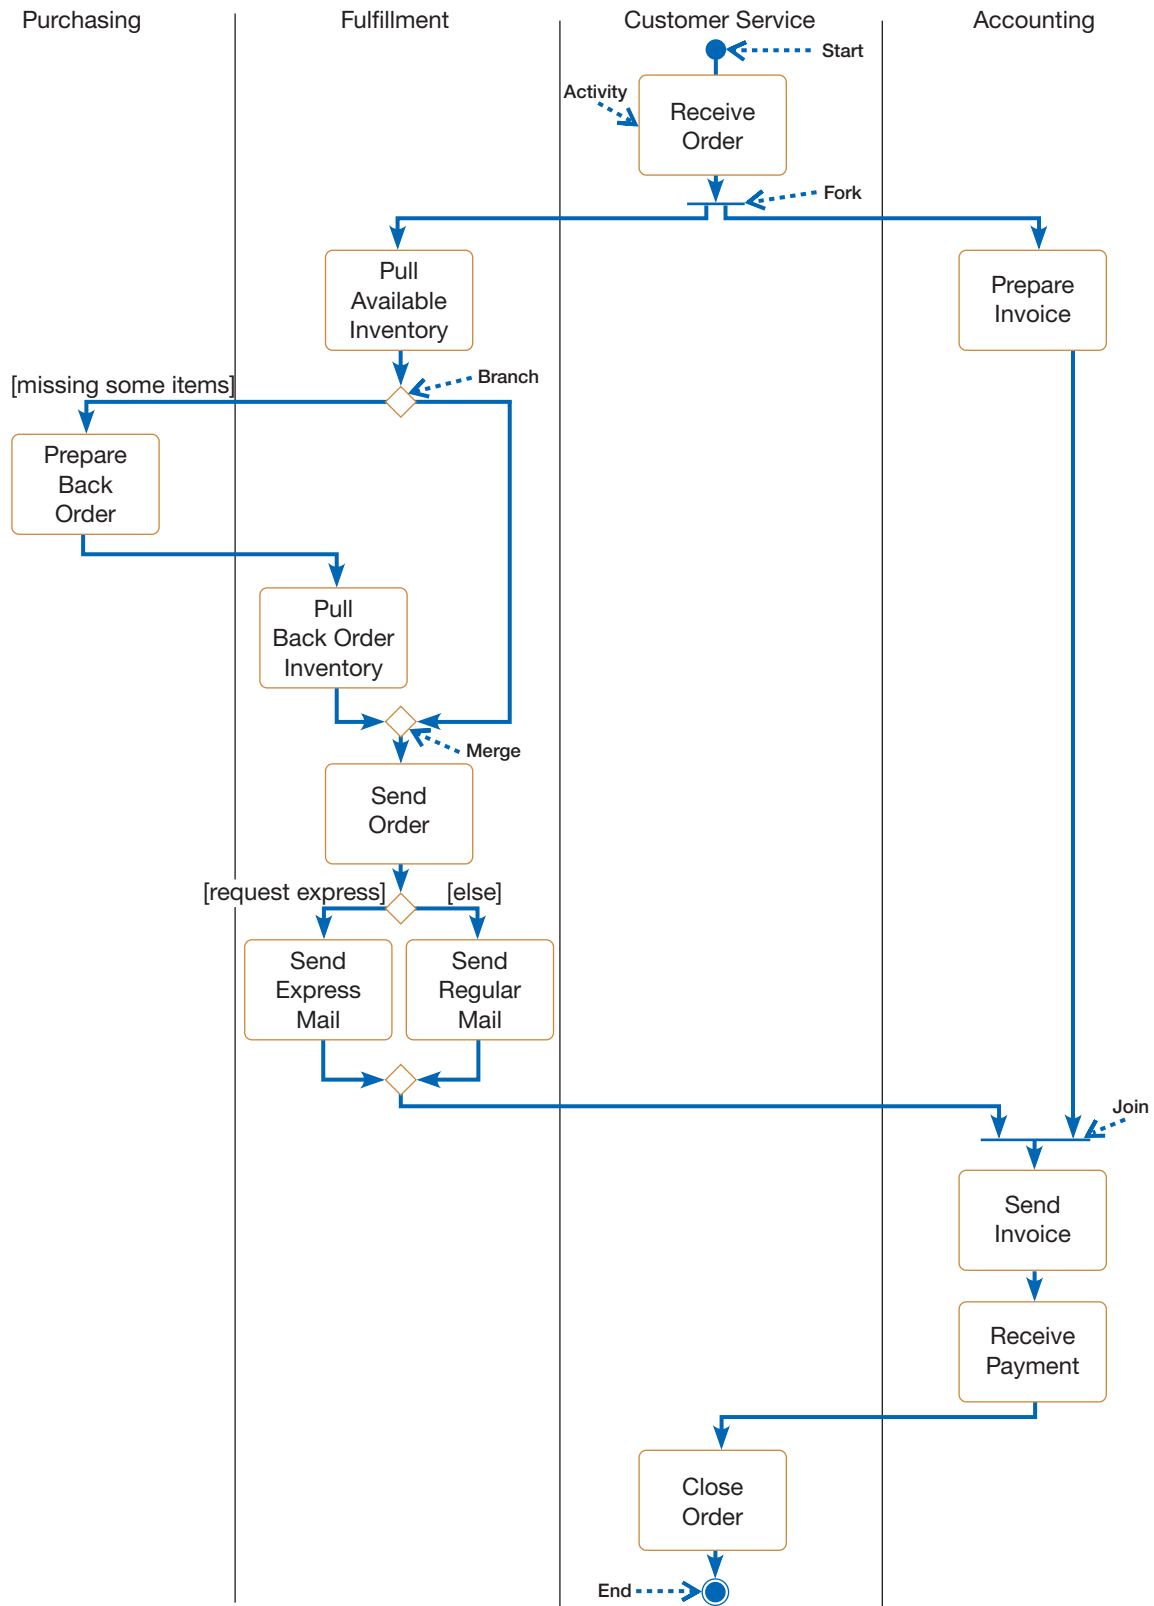 Purchasing
Fulfillment
Customer Service
Accounting
Start
Activity
Receive
Order
Fork
Pull
Available
Inventory
Prepare
Invoice
Branch
[missing some items]
Prepare
Back
Order
Pull
Back Order
Inventory
Merge
Send
Order
[request express]
[else]
Send
Express
Mail
Send
Regular
Mail
Join
Send
Invoice
Receive
Payment
Close
Order
End